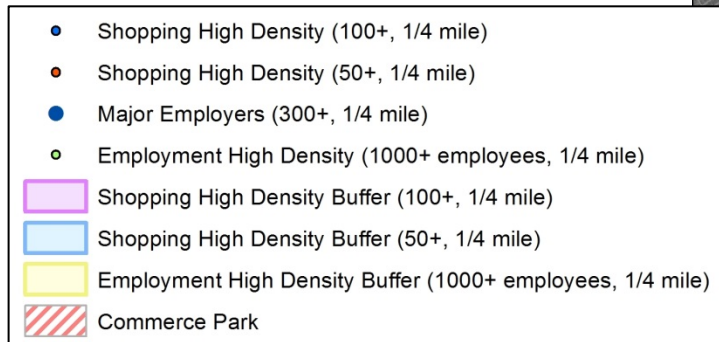 Shopping High Density (100+, 1/4 mile)
Shopping High Density (50+, 1/4 mile)
Major Employers (300+, 1/4 mile)
Employment High Density (1000+ employees, 1/4 mile)
Shopping High Density Buffer (100+, 1/4 mile)
Shopping High Density Buffer (50+, 1/4 mile)
Employment High Density Buffer (1000+ employees, 1/4 mile)
Commerce Park